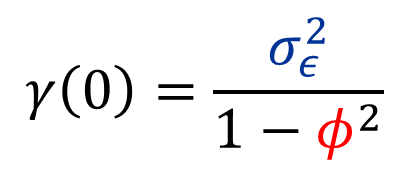 γ(0) = σ_ϵ^2 / (1 − ϕ^2)